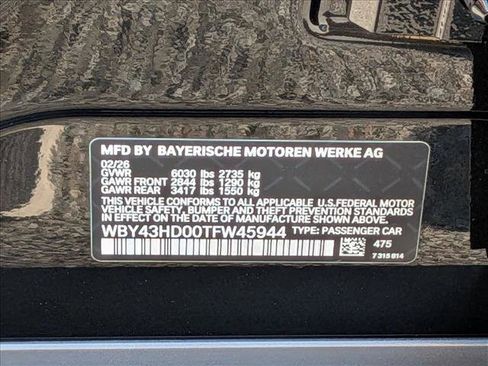 MFD BY BAYERISCHE MOTOREN WERKE AG
02/26
GVWR 6030 lbs 2735 kg
GAWR FRONT 2844 lbs 1290 kg
GAWR REAR 3417 lbs 1550 kg
THIS VEHICLE CONFORMS TO ALL APPLICABLE U.S.FEDERAL MOTOR
VEHICLE SAFETY, BUMPER AND THEFT PREVENTION STANDARDS
IN EFFECT ON THE DATE OF MANUFACTURE SHOWN ABOVE.
WBY43HD00TFW45944 TYPE: PASSENGER CAR
475
7 315 814